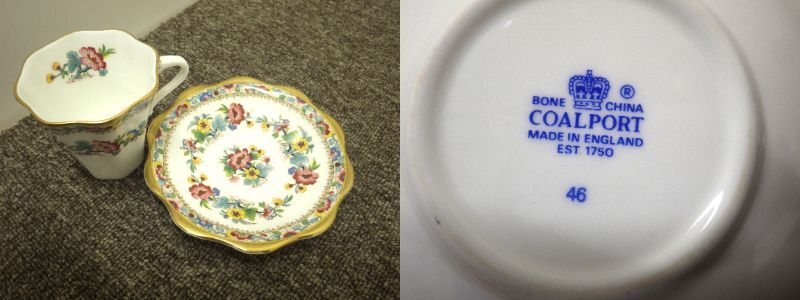 ®
BONE CHINA
COALPORT
MADE IN ENGLAND
EST. 1750
46